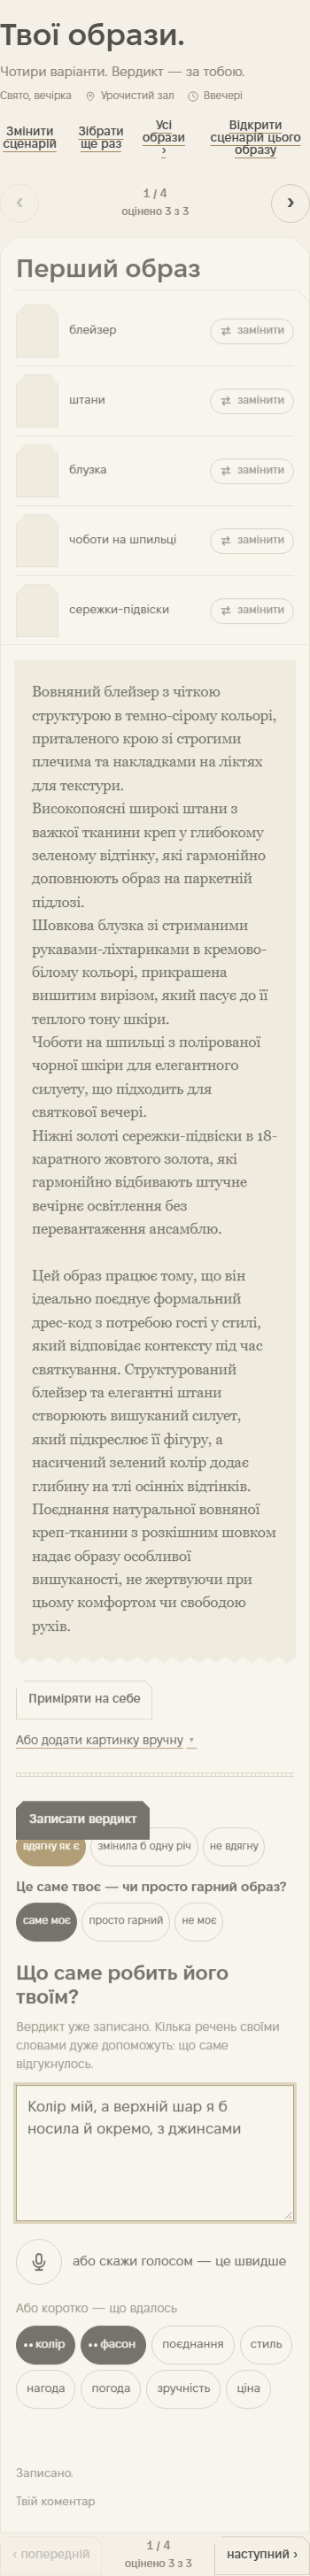 Твої образи.
Чотири варіанти. Вердикт — за тобою.
Свято, вечірка Урочистий зал Ввечері
Змінити
сценарій
Зібрати
ще раз
Усі
образи
›
Відкрити
сценарій цього
образу
‹
1 / 4
оцінено 3 з 3
›
Перший образ
блейзер ⇄ замінити
штани ⇄ замінити
блузка ⇄ замінити
чоботи на шпильці ⇄ замінити
сережки-підвіски ⇄ замінити
Вовняний блейзер з чіткою
структурою в темно-сірому кольорі,
приталеного крою зі строгими
плечима та накладками на ліктях
для текстури.
Високопоясні широкі штани з
важкої тканини креп у глибокому
зеленому відтінку, які гармонійно
доповнюють образ на паркетній
підлозі.
Шовкова блузка зі стриманими
рукавами-ліхтариками в кремово-
білому кольорі, прикрашена
вишитим вирізом, який пасує до її
теплого тону шкіри.
Чоботи на шпильці з полірованої
чорної шкіри для елегантного
силуету, що підходить для
святкової вечері.
Ніжні золоті сережки-підвіски в 18-
каратного жовтого золота, які
гармонійно відбивають штучне
вечірнє освітлення без
перевантаження ансамблю.
Цей образ працює тому, що він
ідеально поєднує формальний
дрес-код з потребою гості у стилі,
який відповідає контексту під час
святкування. Структурований
блейзер та елегантні штани
створюють вишуканий силует,
який підкреслює її фігуру, а
насичений зелений колір додає
глибину на тлі осінніх відтінків.
Поєднання натуральної вовняної
креп-тканини з розкішним шовком
надає образу особливої
вишуканості, не жертвуючи при
цьому комфортом чи свободою
рухів.
Приміряти на себе
Або додати картинку вручну
Записати вердикт
вдягну як є змінила б одну річ не вдягну
Це саме твоє — чи просто гарний образ?
саме моє просто гарний не моє
Що саме робить його
твоїм?
Вердикт уже записано. Кілька речень своїми
словами дуже допоможуть: що саме
відгукнулось.
Колір мій, а верхній шар я б
носила й окремо, з джинсами
або скажи голосом — це швидше
Або коротко — що вдалось
колір фасон поєднання стиль
нагода погода зручність ціна
Записано.
Твій коментар
‹ попередній
1 / 4
оцінено 3 з 3
наступний ›